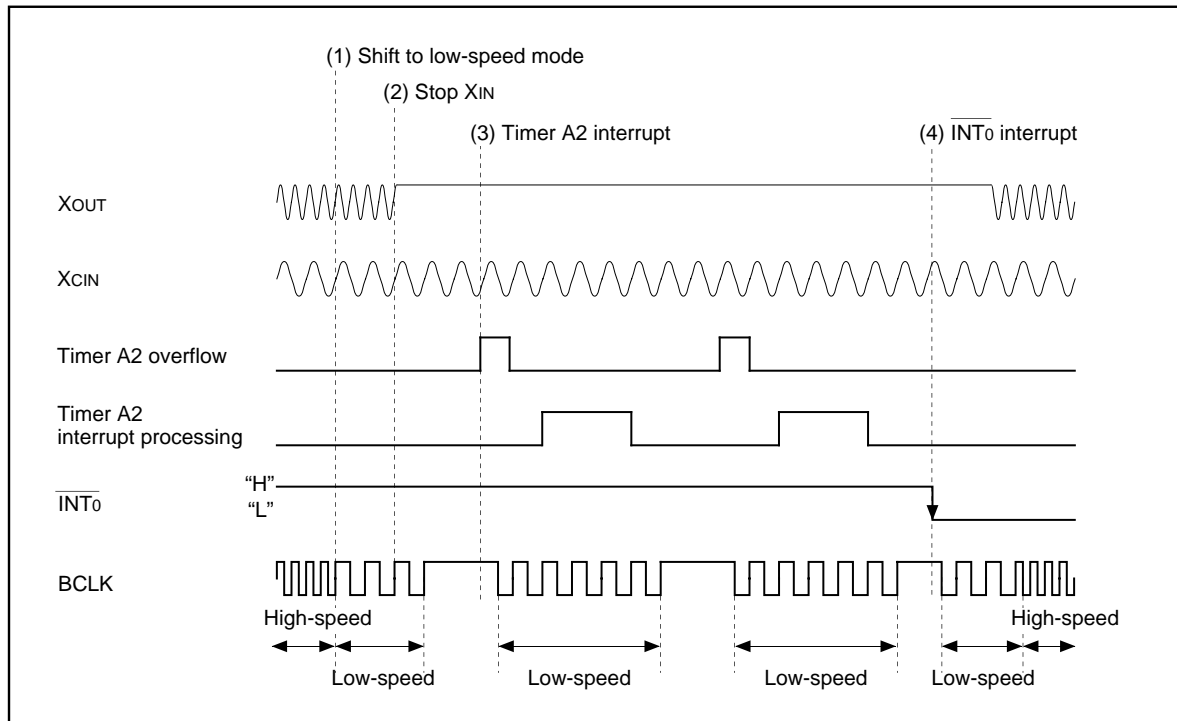 (1) Shift to low-speed mode
(2) Stop XIN
(3) Timer A2 interrupt
(4) INT0 interrupt
XOUT
XCIN
Timer A2 overflow
Timer A2
interrupt processing
“H”
INT0
“L”
BCLK
High-speed
High-speed
Low-speed
Low-speed
Low-speed
Low-speed